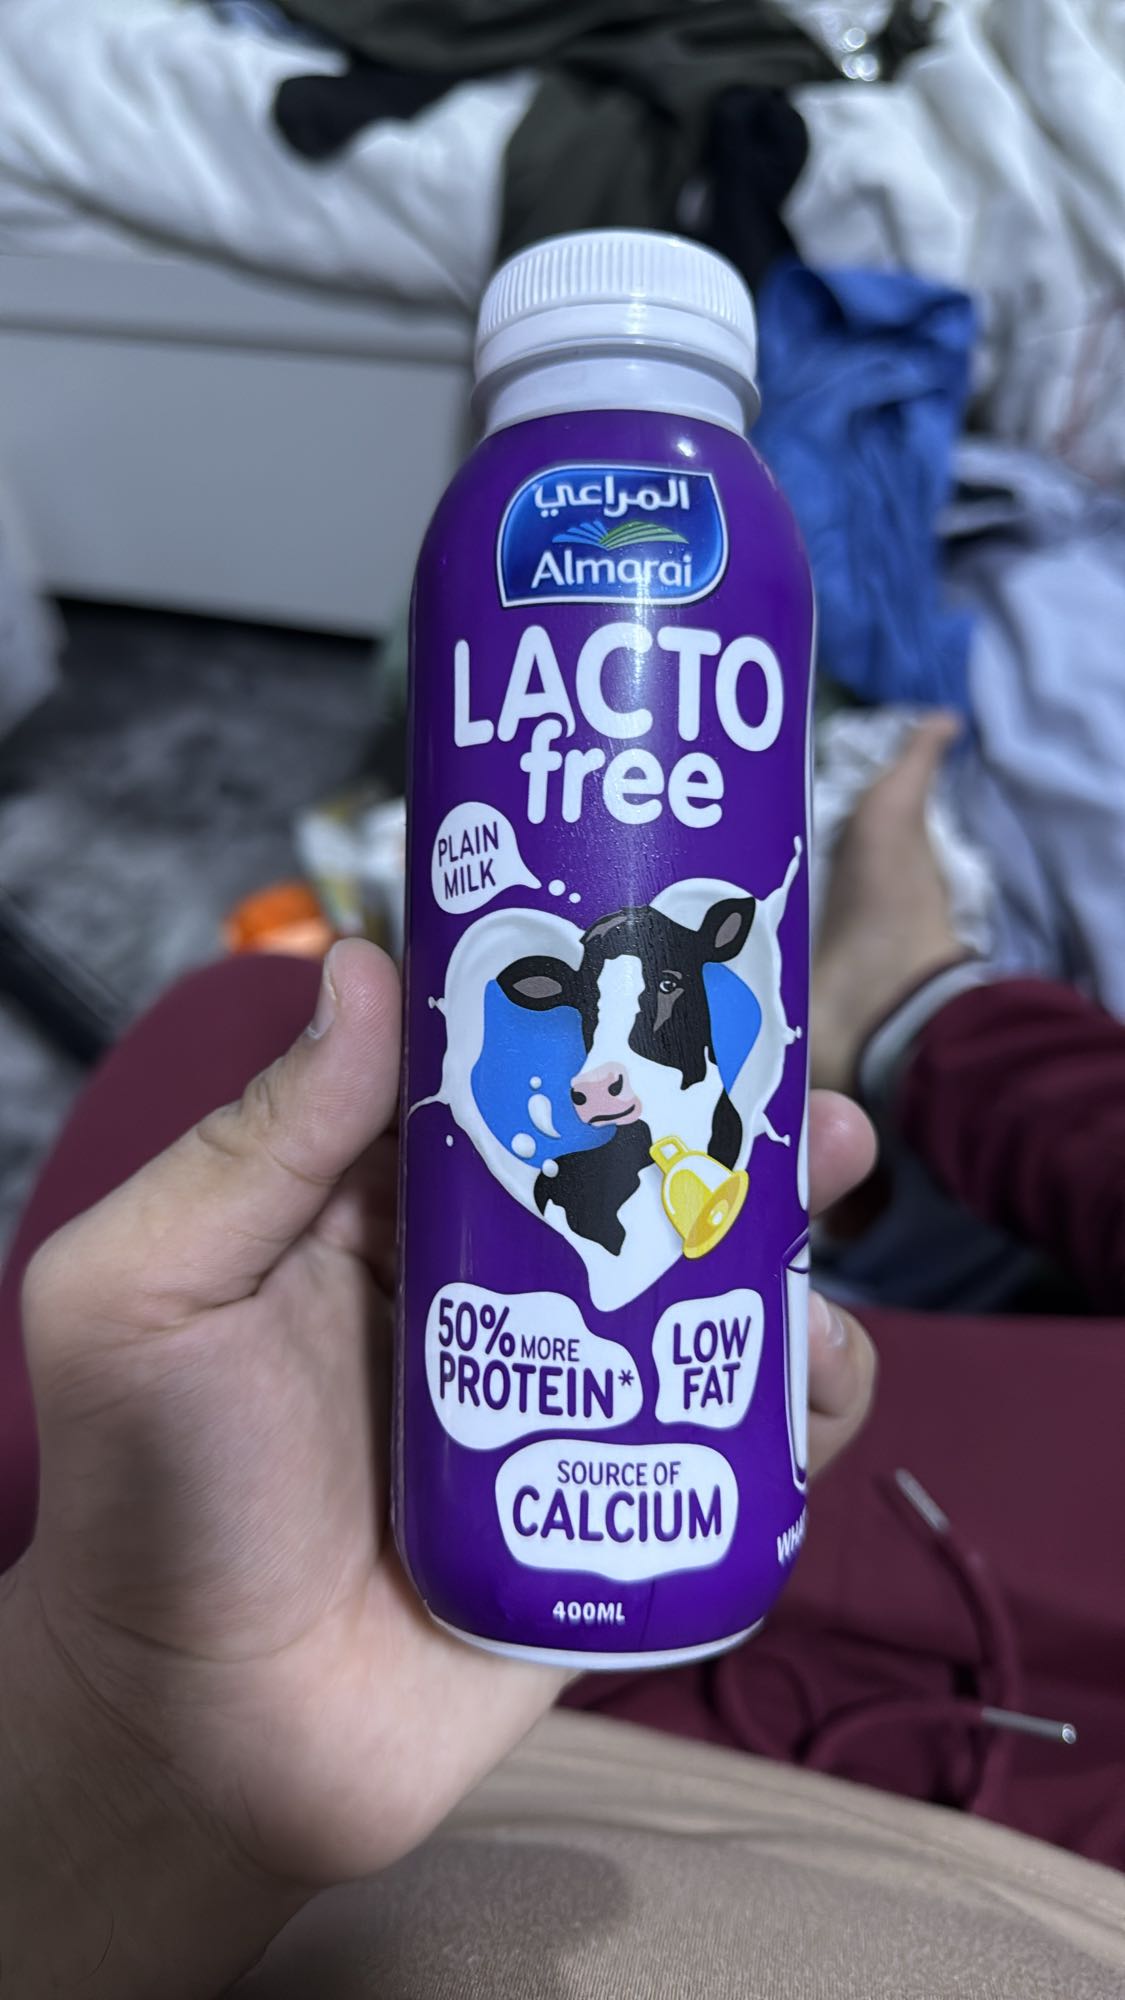 المراعي
Almarai
LACTO
free
PLAIN
MILK
50% MORE
PROTEIN*
LOW
FAT
SOURCE OF
CALCIUM
400ML